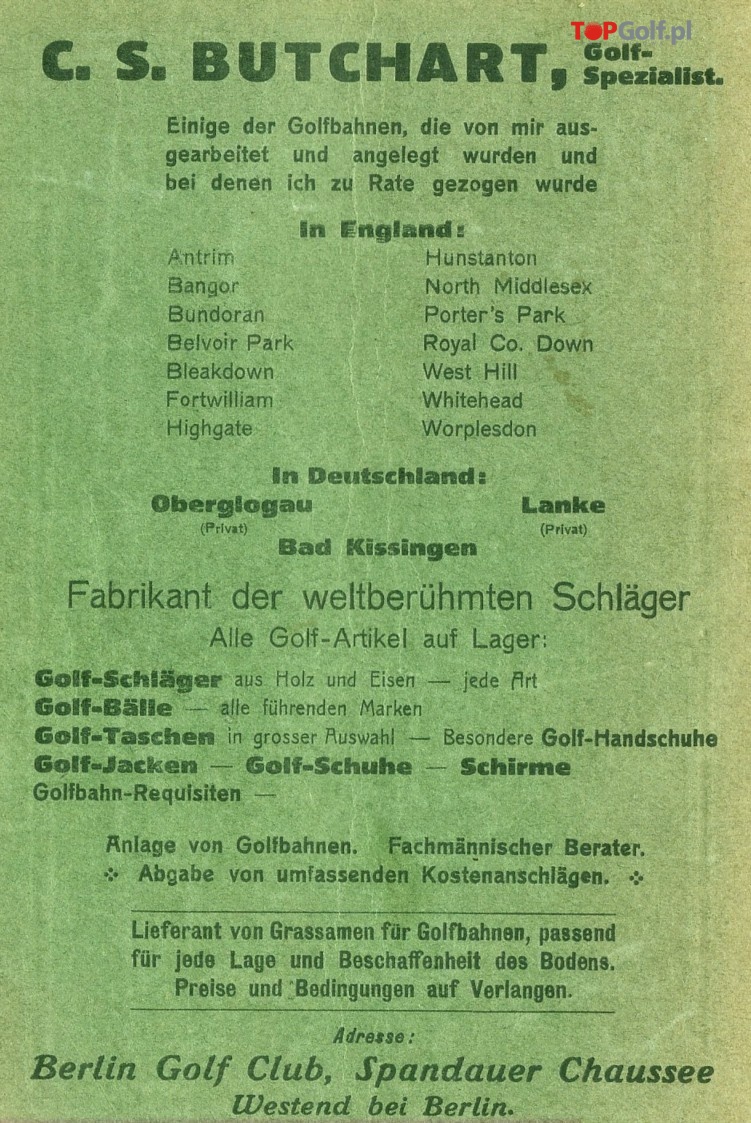 TOPGolf.pl
C. S. BUTCHART, Golf-Spezialist.
Einige der Golfbahnen, die von mir aus-
gearbeitet und angelegt wurden und
bei denen ich zu Rate gezogen wurde
In England:
Antrim Hunstanton
Bangor North Middlesex
Bundoran Porter's Park
Belvoir Park Royal Co. Down
Bleakdown West Hill
Fortwilliam Whitehead
Highgate Worplesdon
In Deutschland:
Oberglogau Lanke
(Privat) (Privat)
Bad Kissingen
Fabrikant der weltberühmten Schläger
Alle Golf-Artikel auf Lager:
Golf-Schläger aus Holz und Eisen — jede Art
Golf-Bälle — alle führenden Marken
Golf-Taschen in grosser Auswahl — Besondere Golf-Handschuhe
Golf-Jacken — Golf-Schuhe — Schirme
Golfbahn-Requisiten —
Anlage von Golfbahnen. Fachmännischer Berater.
Abgabe von umfassenden Kostenanschlägen.
Lieferant von Grassamen für Golfbahnen, passend
für jede Lage und Beschaffenheit des Bodens.
Preise und Bedingungen auf Verlangen.
Adresse:
Berlin Golf Club, Spandauer Chaussee
Westend bei Berlin.